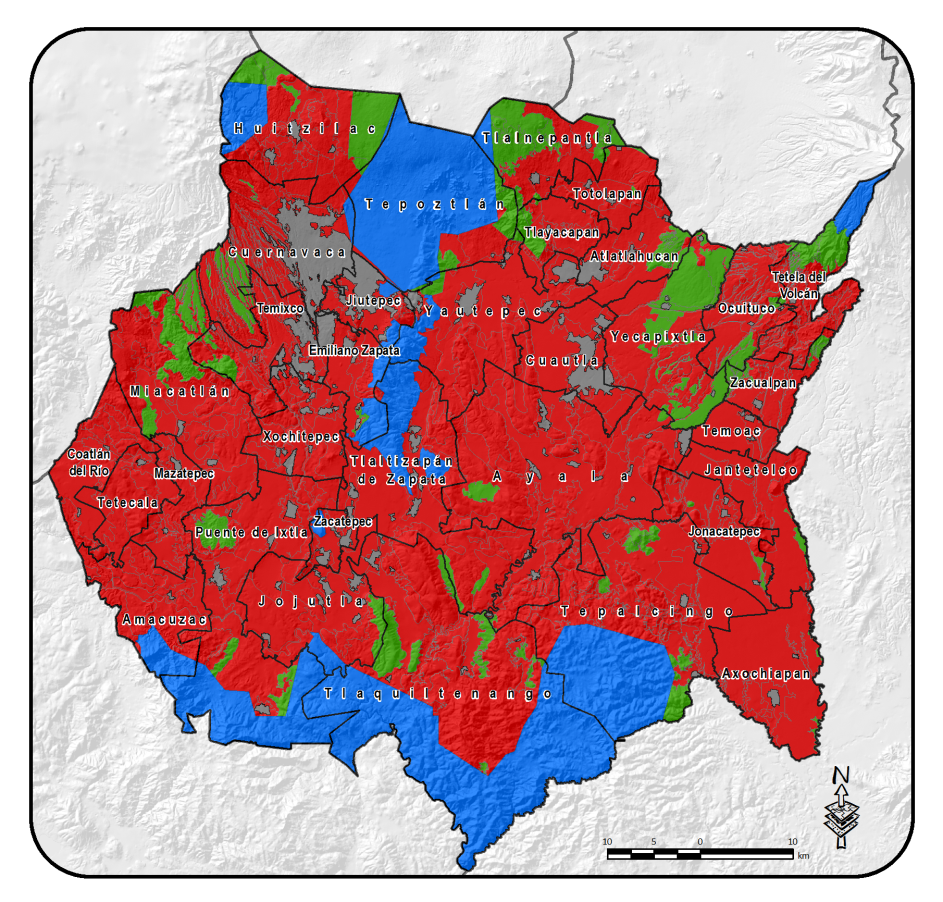 Huitzilac
Tlalnepantla
Totolapan
Tepoztlán
Tlayacapan
Cuernavaca
Atlatlahucan
Tetela del
Volcán
Jiutepec
Temixco
Yautepec
Ocuituco
Yecapixtla
Emiliano Zapata
Cuautla
Zacualpan
Miacatlán
Temoac
Xochitepec
Coatlán
del Río
Mazatepec
Tlaltizapán
de Zapata
Ayala
Jantetelco
Tetecala
Zacatepec
Puente de Ixtla
Jonacatepec
Jojutla
Tepalcingo
Amacuzac
Axochiapan
Tlaquiltenango
N
10 5 0 10
km